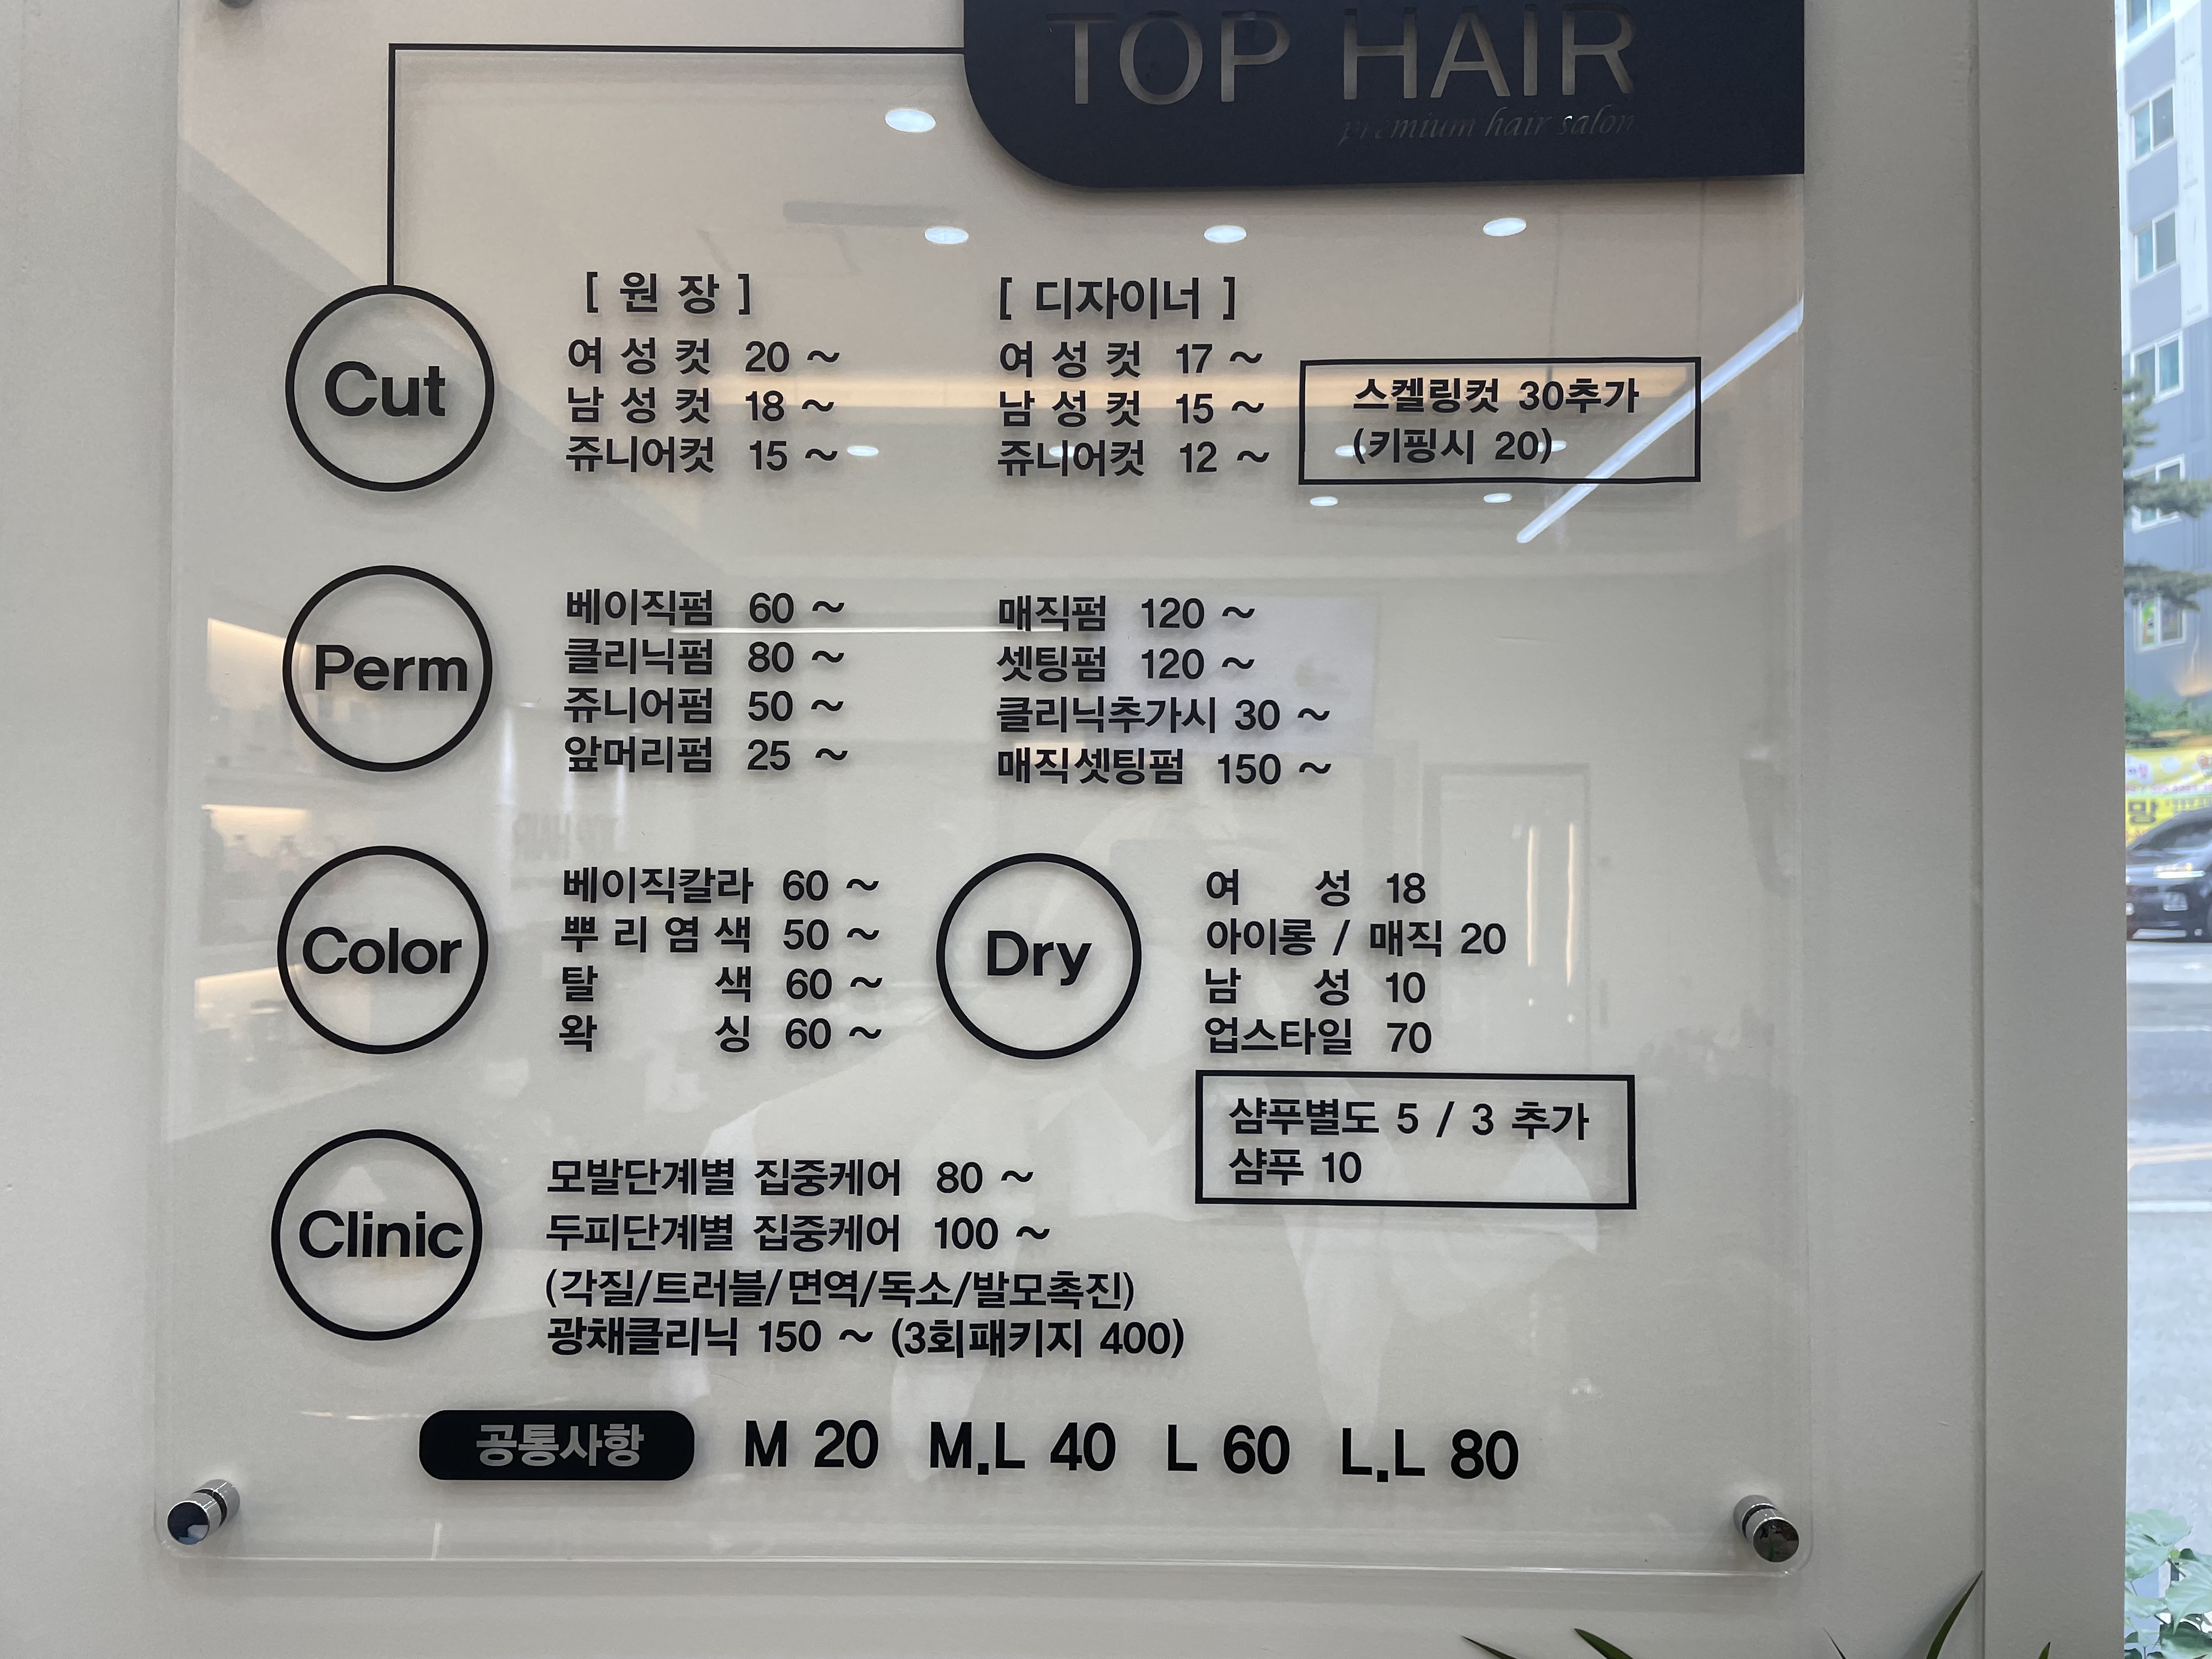 TOP HAIR
premium hair salon
Cut
[ 원 장 ]
여 성 컷 20 ~
남 성 컷 18 ~
쥬니어컷 15 ~
[ 디자이너 ]
여 성 컷 17 ~
남 성 컷 15 ~
쥬니어컷 12 ~
스켈링컷 30추가
(키핑시 20)
Perm
베이직펌 60 ~
클리닉펌 80 ~
쥬니어펌 50 ~
앞머리펌 25 ~
매직펌 120 ~
셋팅펌 120 ~
클리닉추가시 30 ~
매직셋팅펌 150 ~
Color
베이직칼라 60 ~
뿌 리 염 색 50 ~
탈 색 60 ~
왁 싱 60 ~
Dry
여 성 18
아이롱 / 매직 20
남 성 10
업스타일 70
샴푸별도 5 / 3 추가
샴푸 10
Clinic
모발단계별 집중케어 80 ~
두피단계별 집중케어 100 ~
(각질/트러블/면역/독소/발모촉진)
광채클리닉 150 ~ (3회패키지 400)
공통사항 M 20 M.L 40 L 60 L.L 80
망